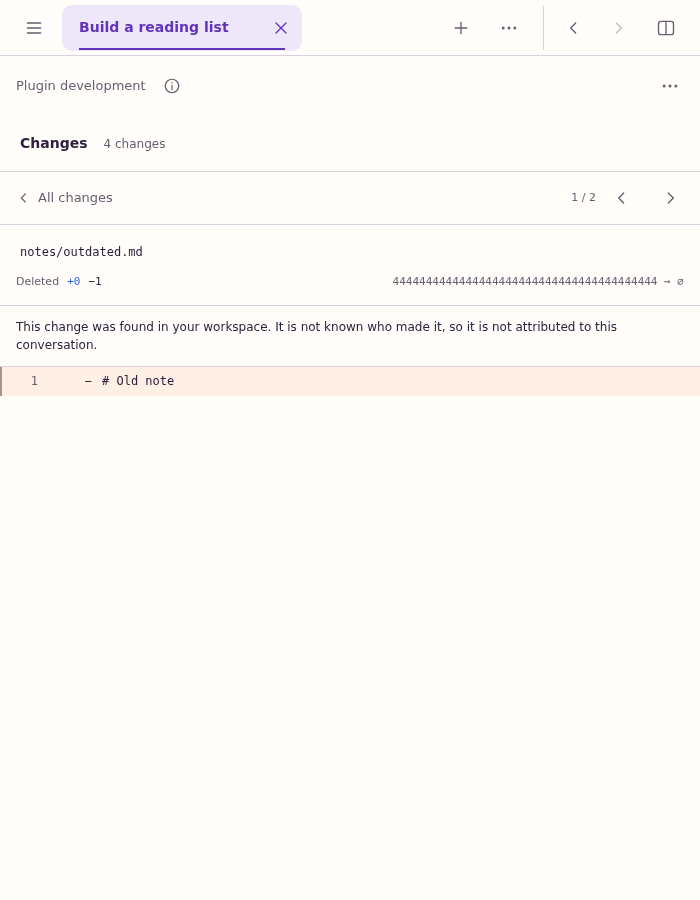 Build a reading list
Plugin development
Changes 4 changes
All changes 1 / 2
notes/outdated.md
Deleted +0 −1 4444444444444444444444444444444444444444 → ∅
This change was found in your workspace. It is not known who made it, so it is not attributed to this
conversation.
1 − # Old note